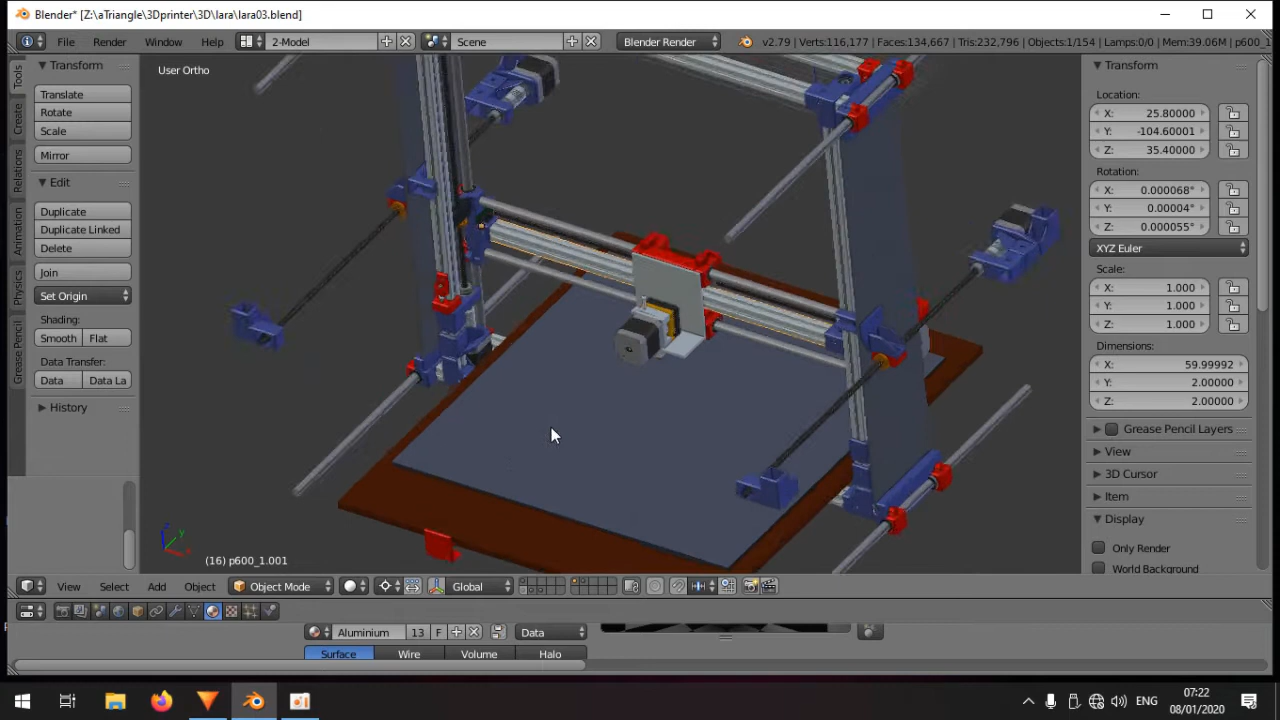 Blender* [Z:\aTriangle\3Dprinter\3D\lara\lara03.blend]
File Render Window Help 2-Model Scene Blender Render v2.79 | Verts:116,177 | Faces:134,667 | Tris:232,796 | Objects:1/154 | Lamps:0/0 | Mem:39.06M | p600_1
Tools
Create
Relations
Animation
Physics
Grease Pencil
Transform
Translate
Rotate
Scale
Mirror
Edit
Duplicate
Duplicate Linked
Delete
Join
Set Origin
Shading:
Smooth Flat
Data Transfer:
Data Data La
History
User Ortho
(16) p600_1.001
Transform
Location:
X: 25.80000
Y: -104.60001
Z: 35.40000
Rotation:
X: 0.000068°
Y: 0.00004°
Z: 0.000055°
XYZ Euler
Scale:
X: 1.000
Y: 1.000
Z: 1.000
Dimensions:
X: 59.99992
Y: 2.00000
Z: 2.00000
Grease Pencil Layers
View
3D Cursor
Item
Display
Only Render
World Background
View Select Add Object Object Mode Global
Aluminium 13 F Data
Surface Wire Volume Halo
ENG
07:22
08/01/2020